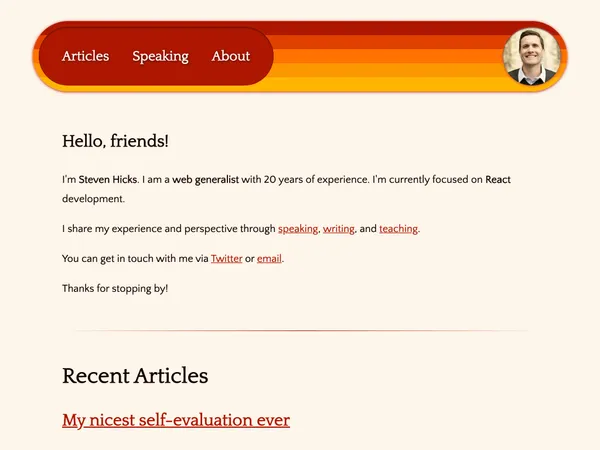 Articles Speaking About
Hello, friends!
I'm Steven Hicks. I am a web generalist with 20 years of experience. I'm currently focused on React
development.
I share my experience and perspective through speaking, writing, and teaching.
You can get in touch with me via Twitter or email.
Thanks for stopping by!
Recent Articles
My nicest self-evaluation ever